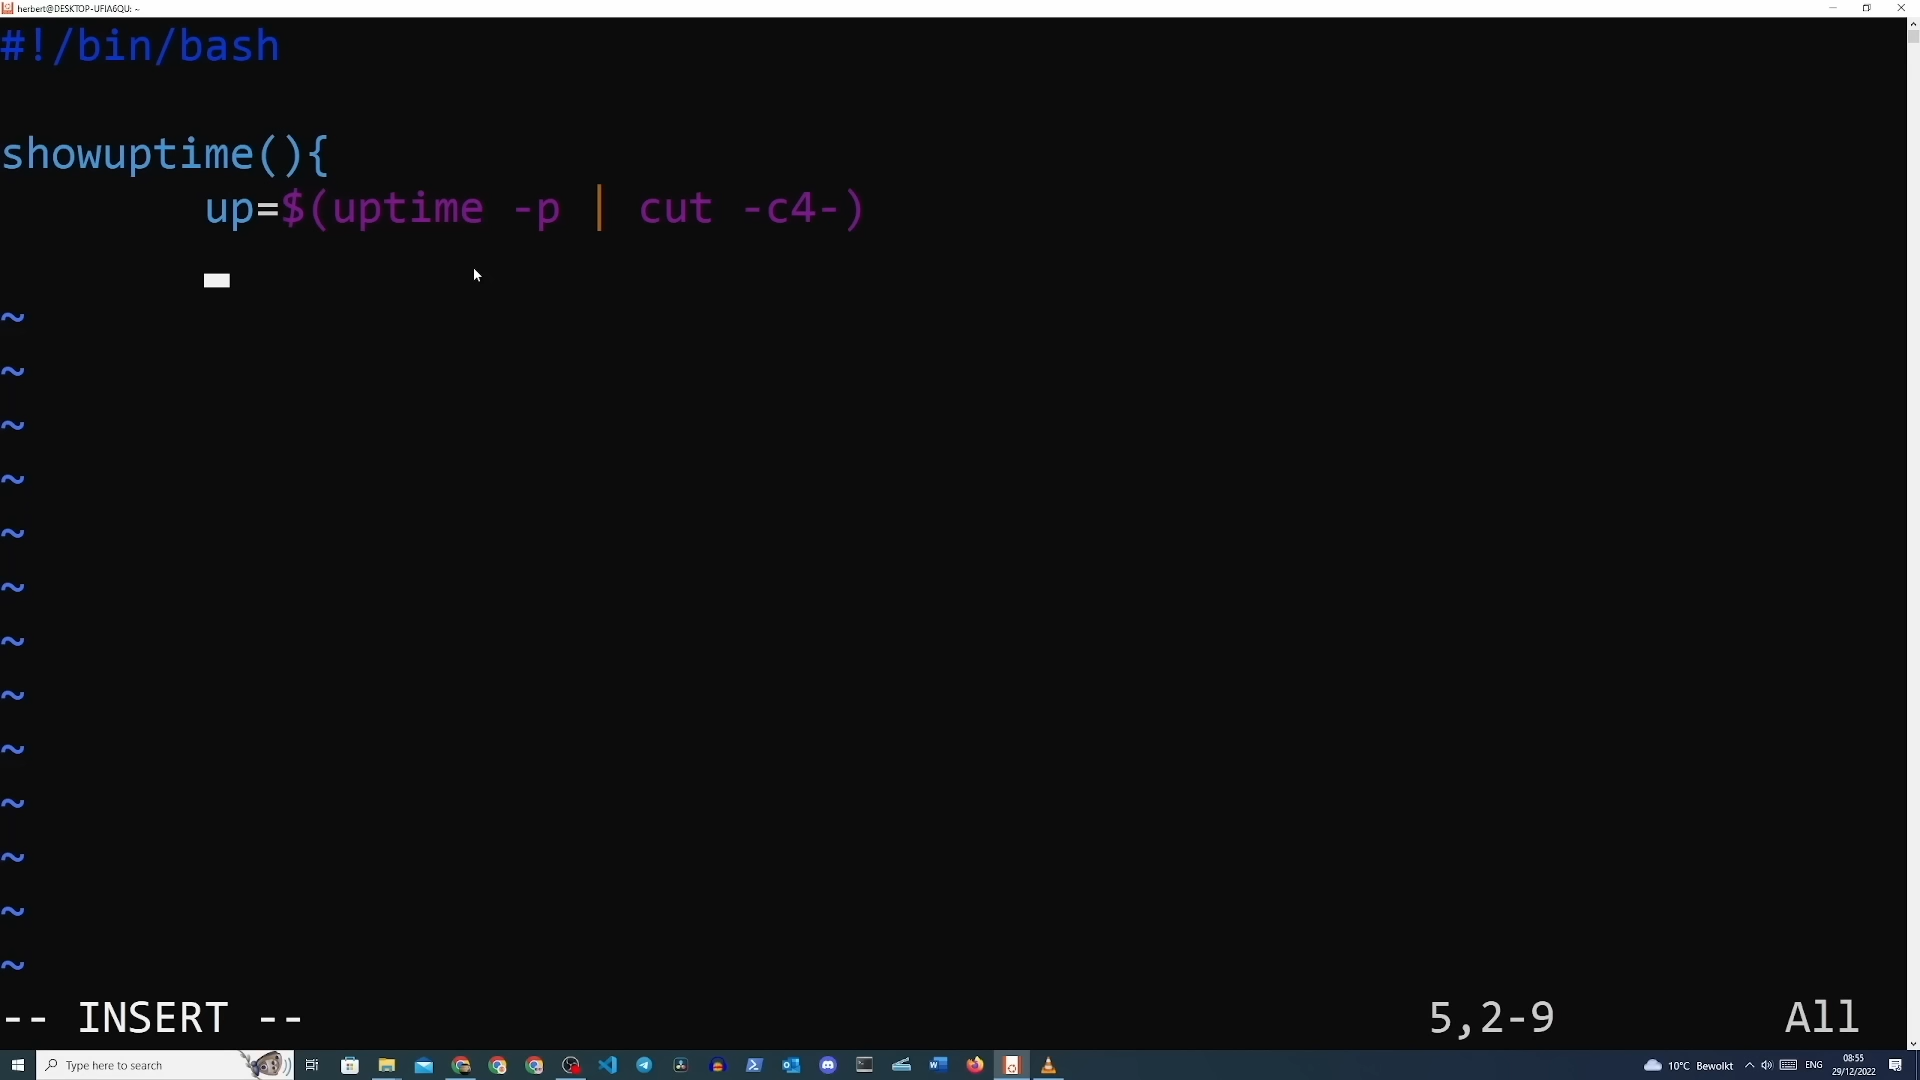 herbert@DESKTOP-UFIA6QU: ~
#!/bin/bash
showuptime(){
up=$(uptime -p | cut -c4-)
~
~
~
~
~
~
~
~
~
~
~
~
~
-- INSERT --
5,2-9
All
Type here to search
10°C Bewolkt
ENG
08:55
29/12/2022